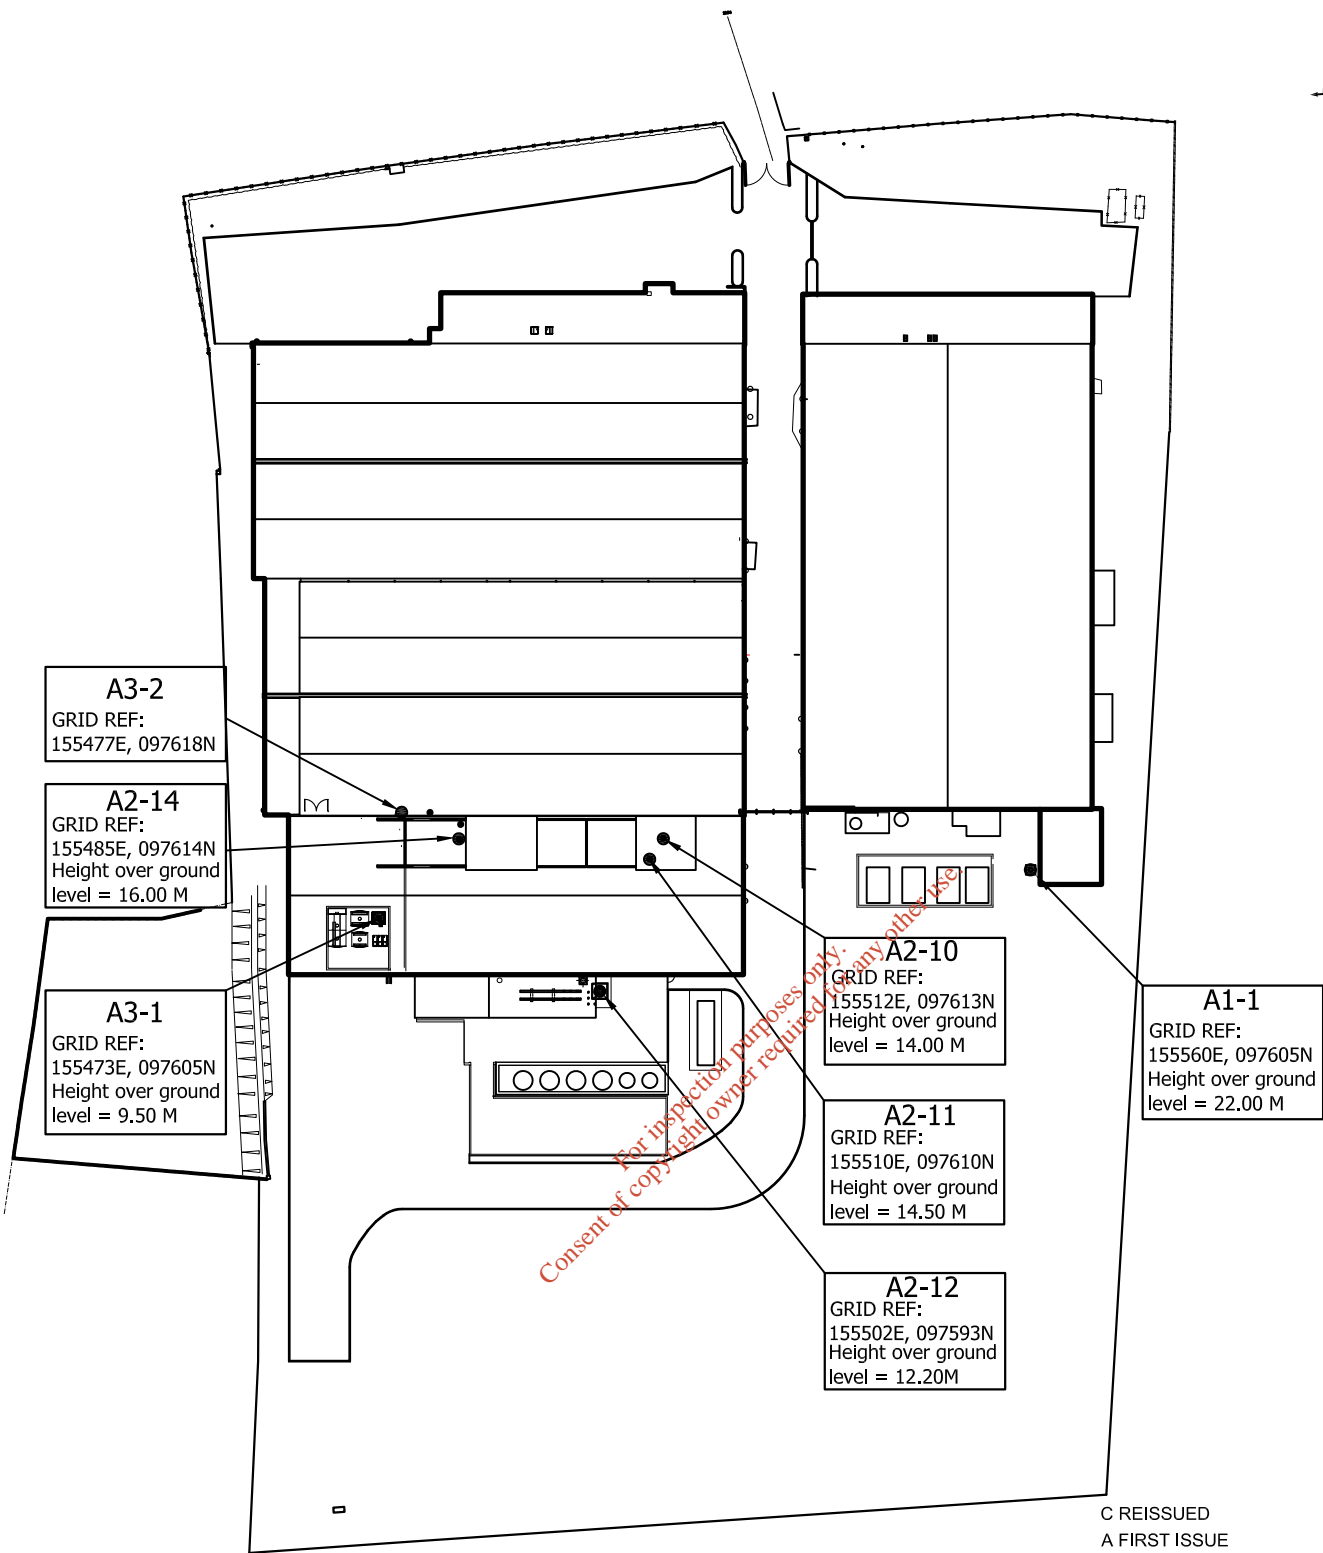 A3-2
GRID REF:
155477E, 097618N
A2-14
GRID REF:
155485E, 097614N
Height over ground
level = 16.00 M
A3-1
GRID REF:
155473E, 097605N
Height over ground
level = 9.50 M
A2-10
GRID REF:
155512E, 097613N
Height over ground
level = 14.00 M
A2-11
GRID REF:
155510E, 097610N
Height over ground
level = 14.50 M
A2-12
GRID REF:
155502E, 097593N
Height over ground
level = 12.20M
A1-1
GRID REF:
155560E, 097605N
Height over ground
level = 22.00 M
For inspection purposes only.
Consent of copyright owner required for any other use.
C REISSUED
A FIRST ISSUE